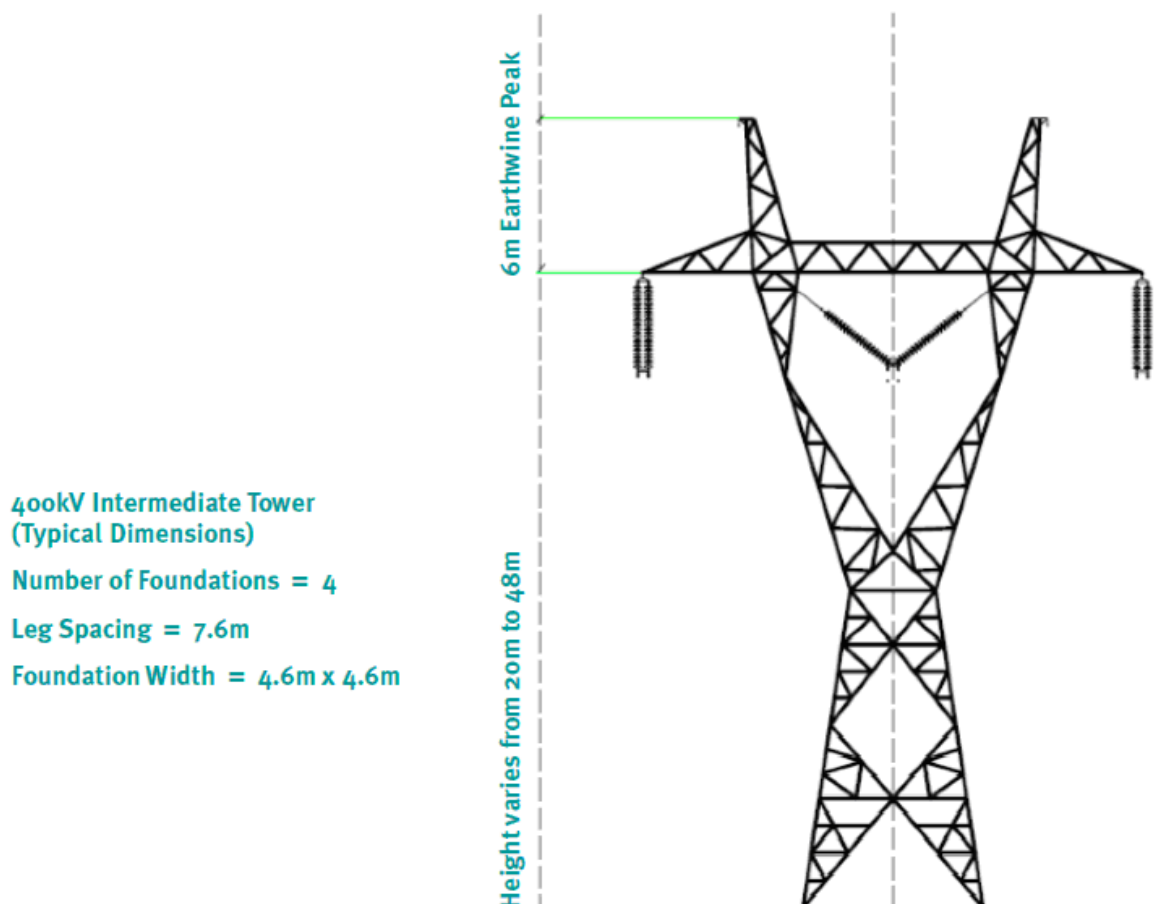 6m Earthwine Peak
400kV Intermediate Tower
(Typical Dimensions)
Number of Foundations = 4
Leg Spacing = 7.6m
Foundation Width = 4.6m x 4.6m
Height varies from 20m to 48m